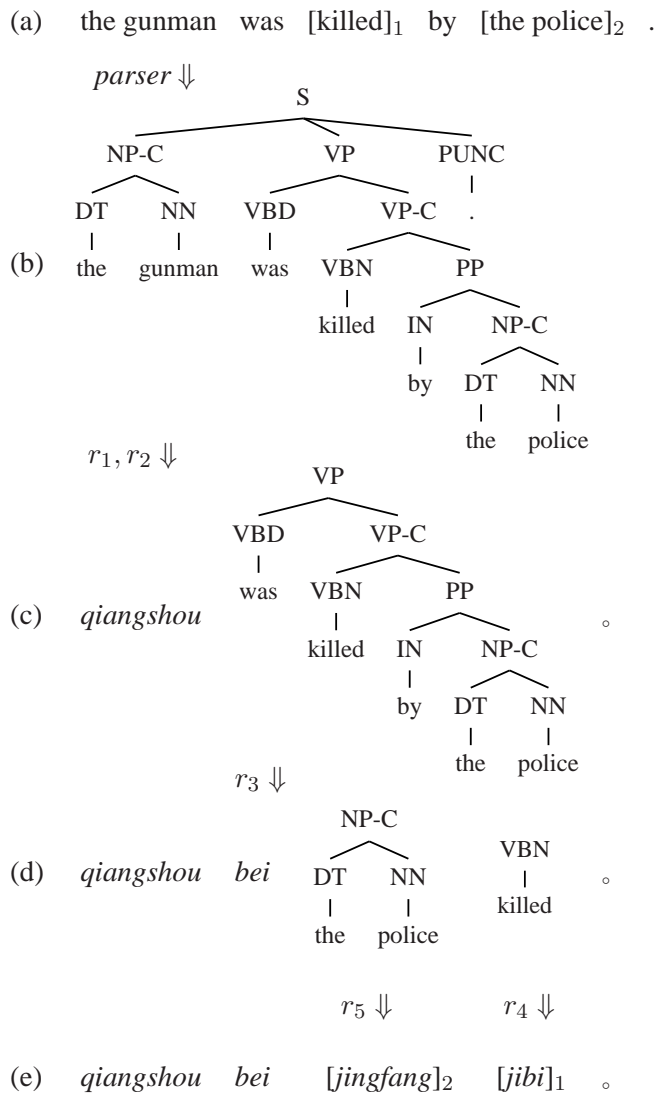 (a) the gunman was [killed]₁ by [the police]₂ .
parser ⇓
S
NP-C VP PUNC
DT NN VBD VP-C .
(b) the gunman was VBN PP
killed IN NP-C
by DT NN
the police
r₁, r₂ ⇓
VP
VBD VP-C
was VBN PP
(c) qiangshou killed IN NP-C 。
by DT NN
the police
r₃ ⇓
NP-C
VBN
(d) qiangshou bei DT NN 。
killed
the police
r₅ ⇓ r₄ ⇓
(e) qiangshou bei [jingfang]₂ [jibi]₁ 。